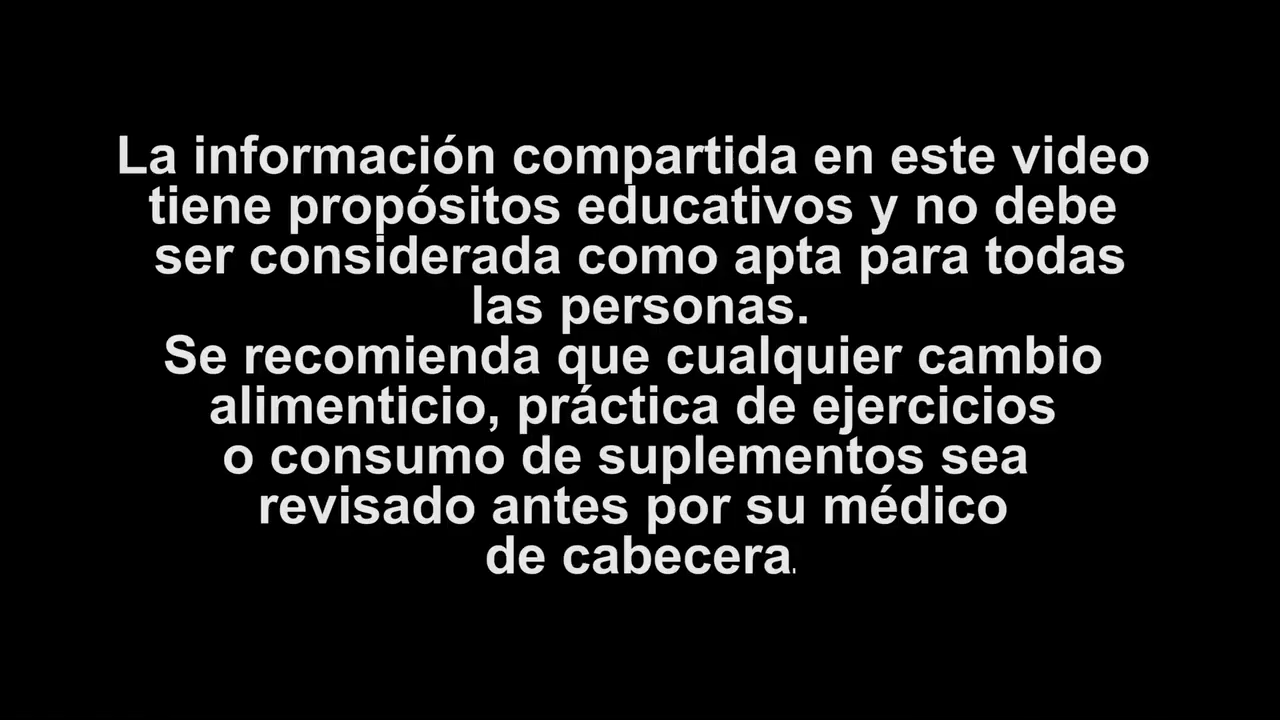 La información compartida en este video
tiene propósitos educativos y no debe
ser considerada como apta para todas
las personas.
Se recomienda que cualquier cambio
alimenticio, práctica de ejercicios
o consumo de suplementos sea
revisado antes por su médico
de cabecera.